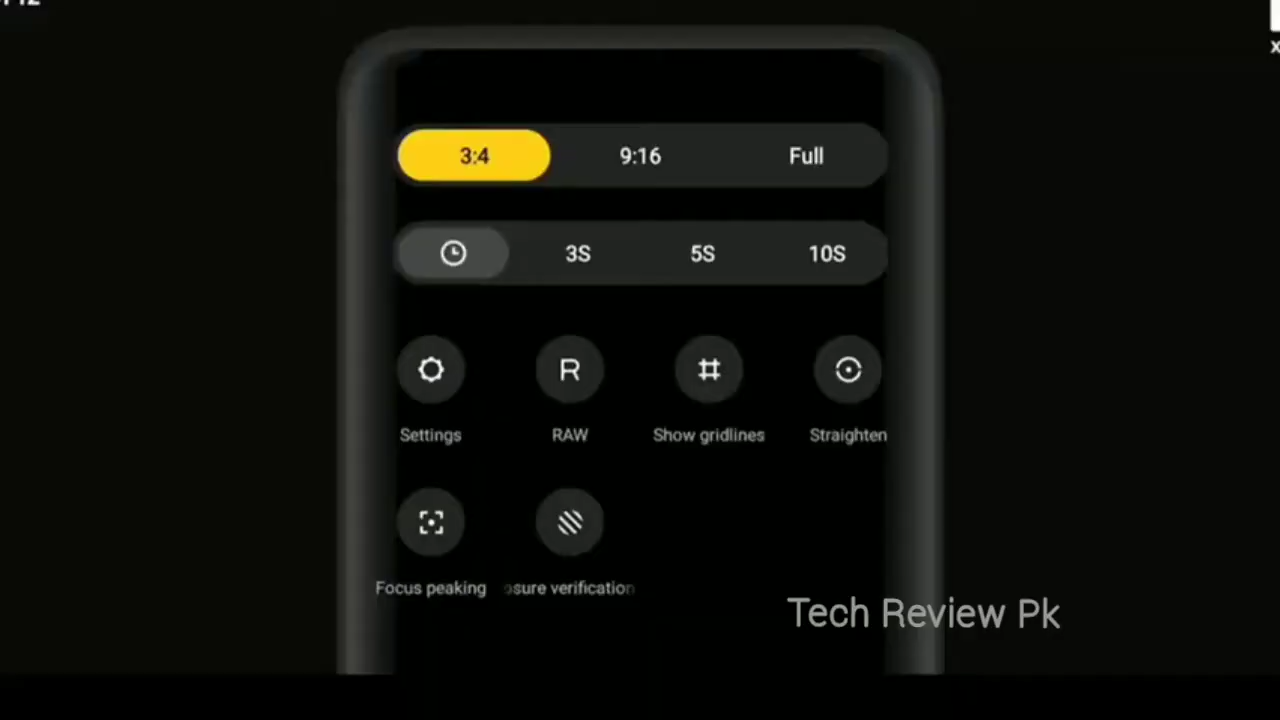 3:4 9:16 Full
3S 5S 10S
Settings RAW Show gridlines Straighten
Focus peaking osure verification
Tech Review Pk